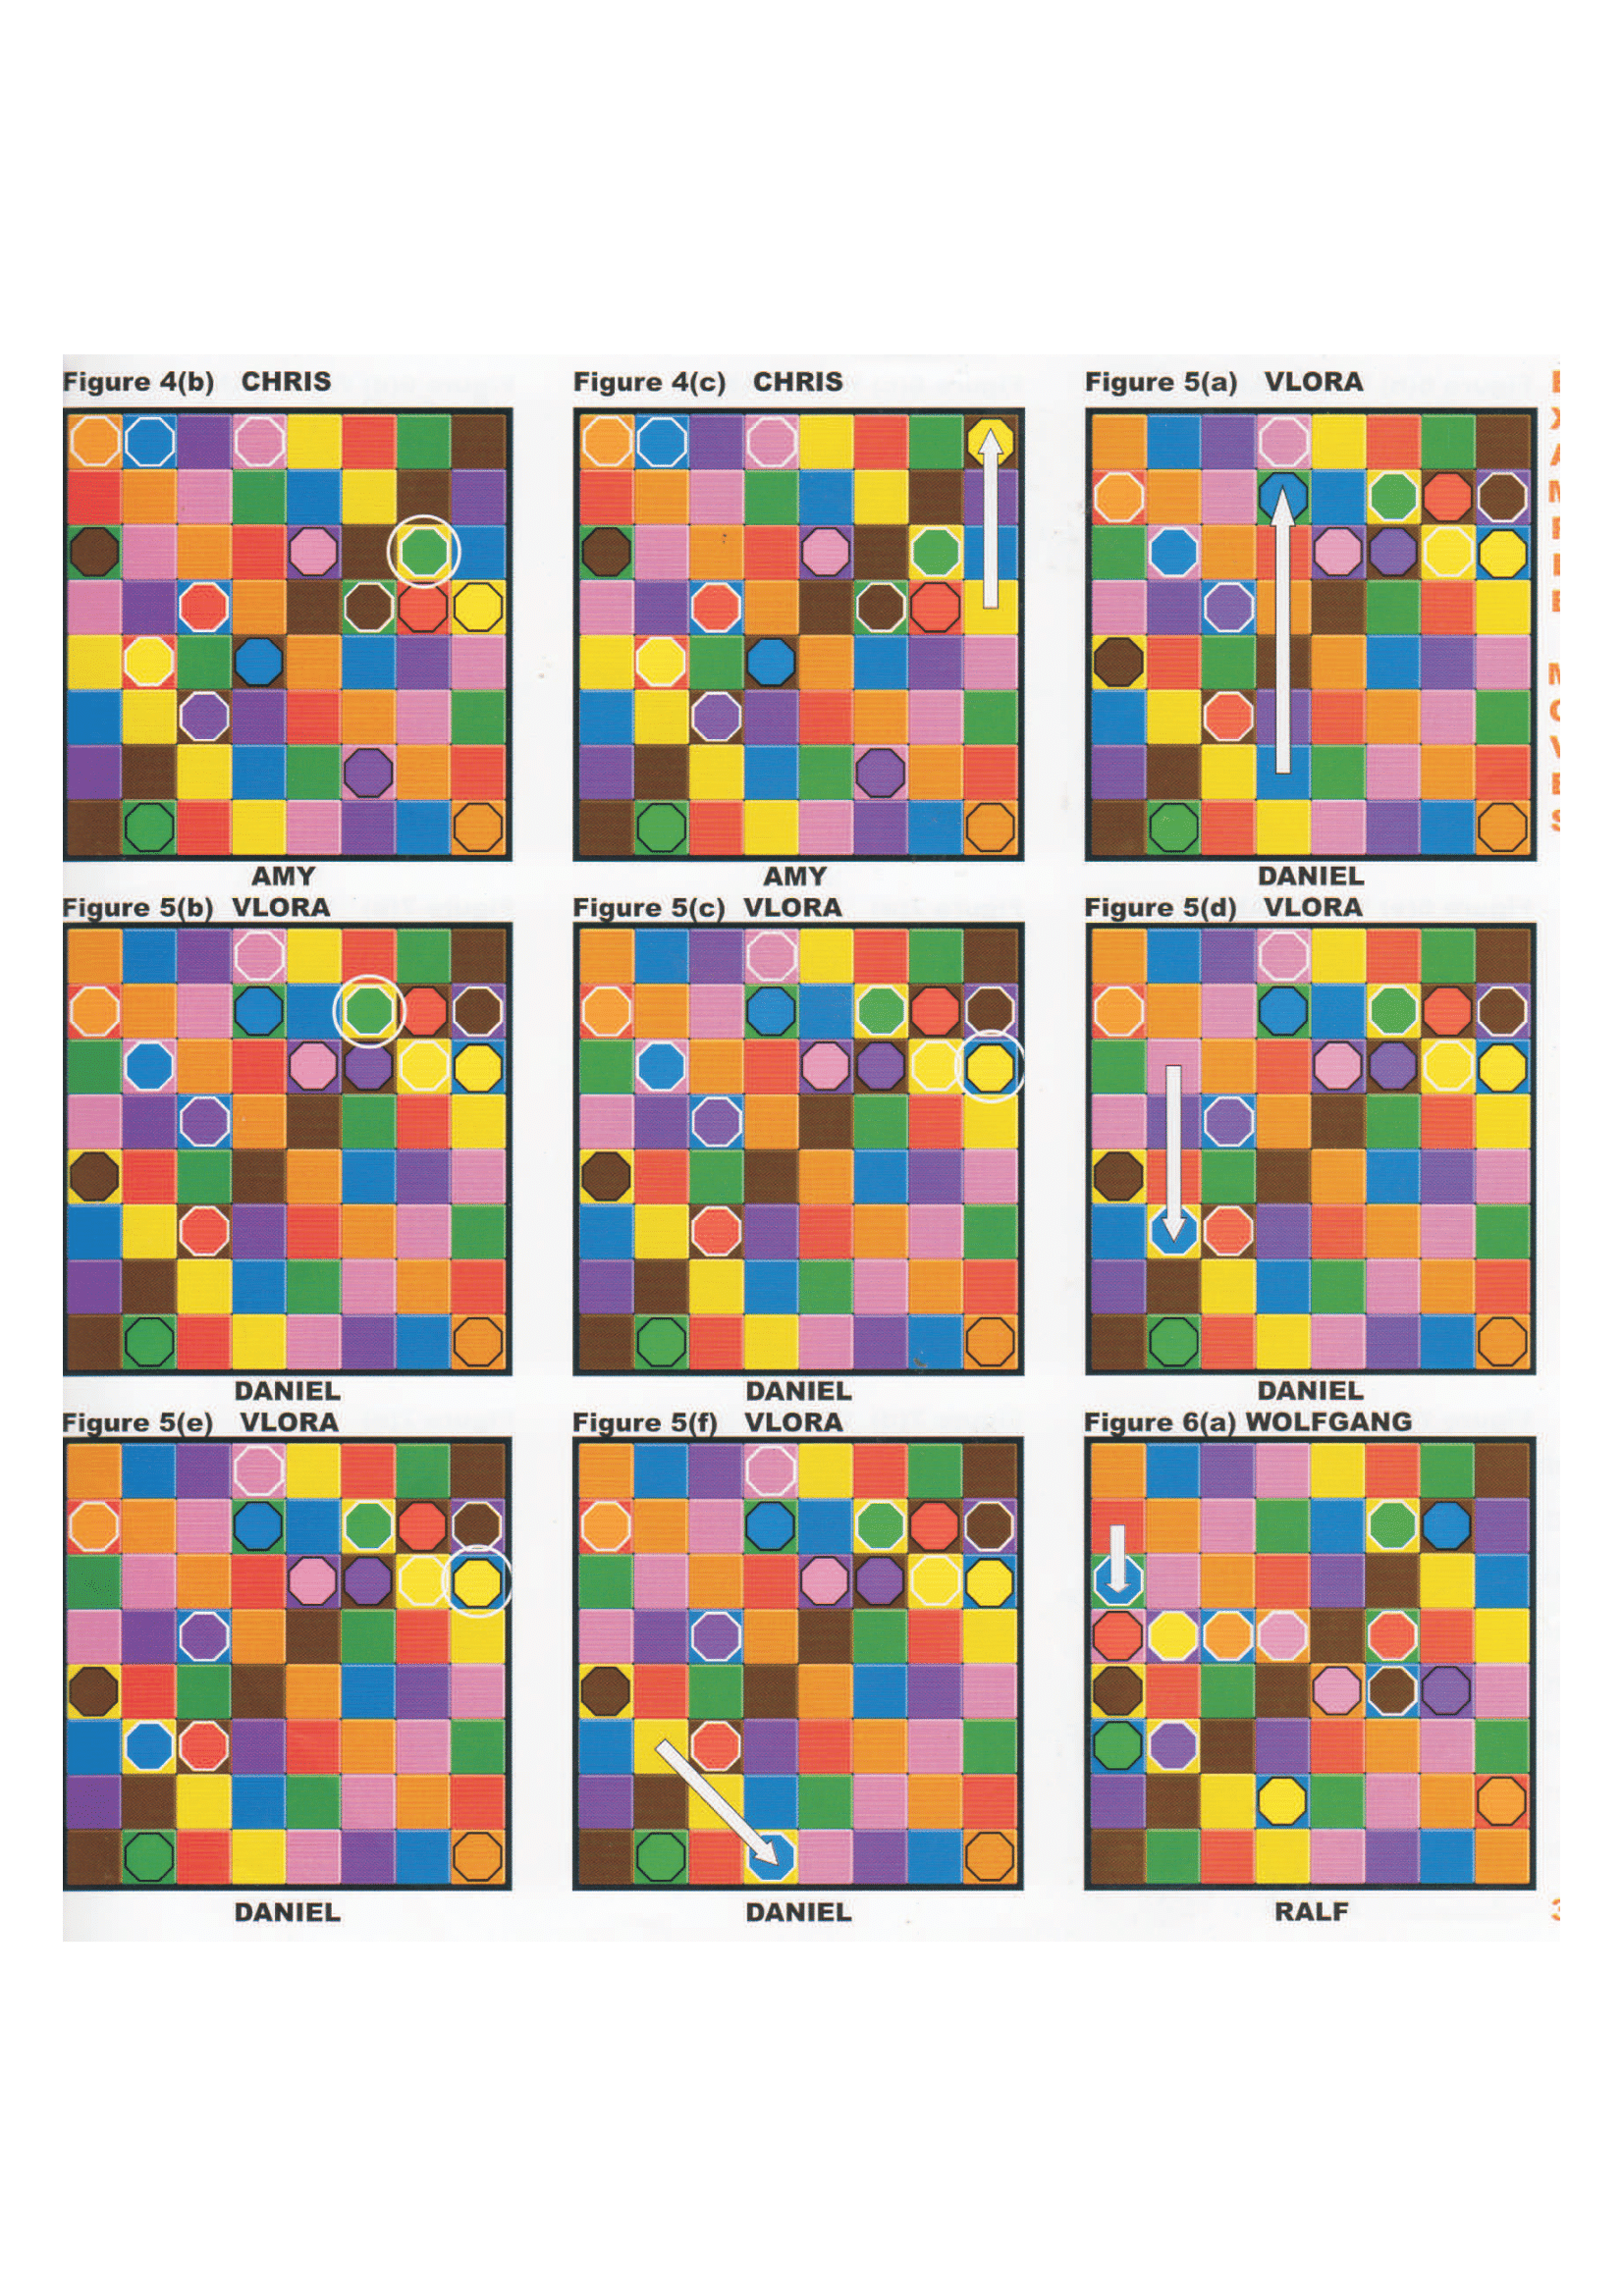 Figure 4(b) CHRIS
AMY
Figure 4(c) CHRIS
AMY
Figure 5(a) VLORA
DANIEL
Figure 5(b) VLORA
DANIEL
Figure 5(c) VLORA
DANIEL
Figure 5(d) VLORA
DANIEL
Figure 5(e) VLORA
DANIEL
Figure 5(f) VLORA
DANIEL
Figure 6(a) WOLFGANG
RALF